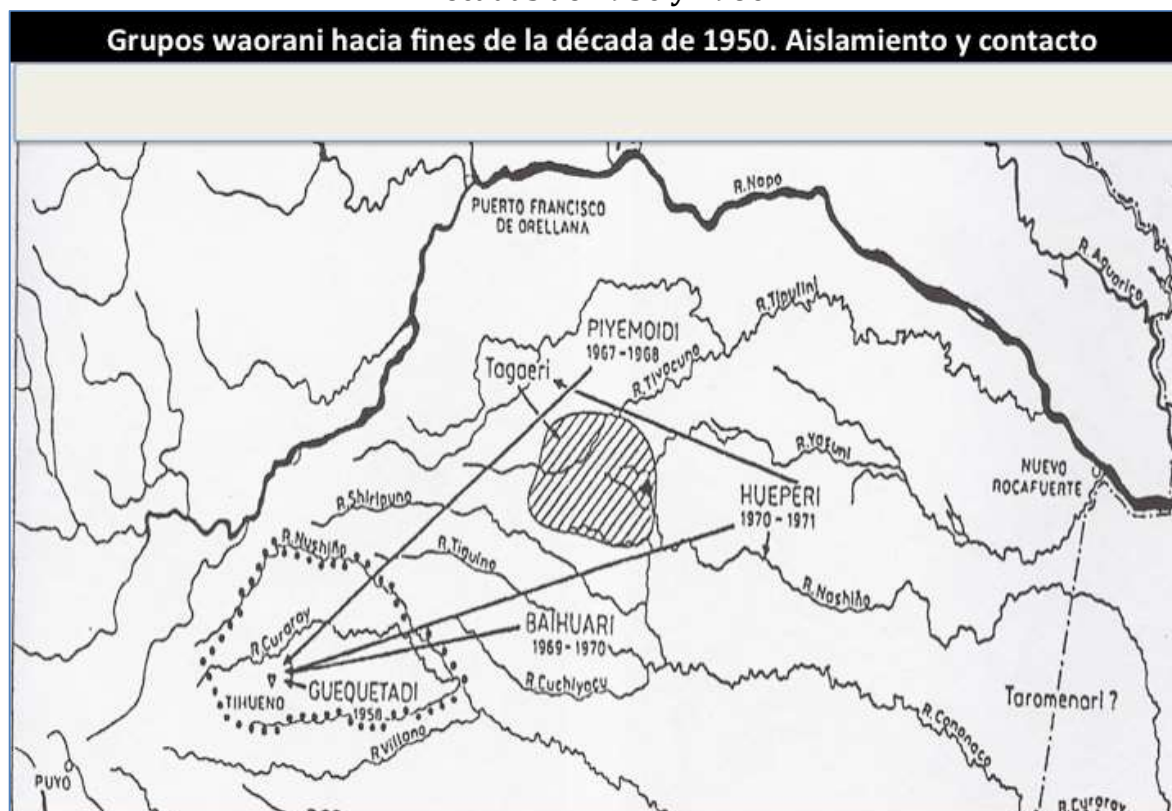 Grupos waorani hacia fines de la década de 1950. Aislamiento y contacto
R.Napo
PUERTO FRANCISCO
DE ORELLANA
R. Aguarico
R.Tiputini
PIYEMOIDI
1967-1968
Tagaeri
R.Tivacuno
R.Yasuni
NUEVO
ROCAFUERTE
HUEPERI
1970-1971
R.Shiripuno
R.Nushiño
R.Tiguino
R.Nashiño
R.Curaray
BAIHUARI
1969-1970
R.Cuchiyacu
GUEQUETADI
1958
TIHUENO
Taromenari ?
R.Cononaco
R.Villano
PUYO
R.Curaray